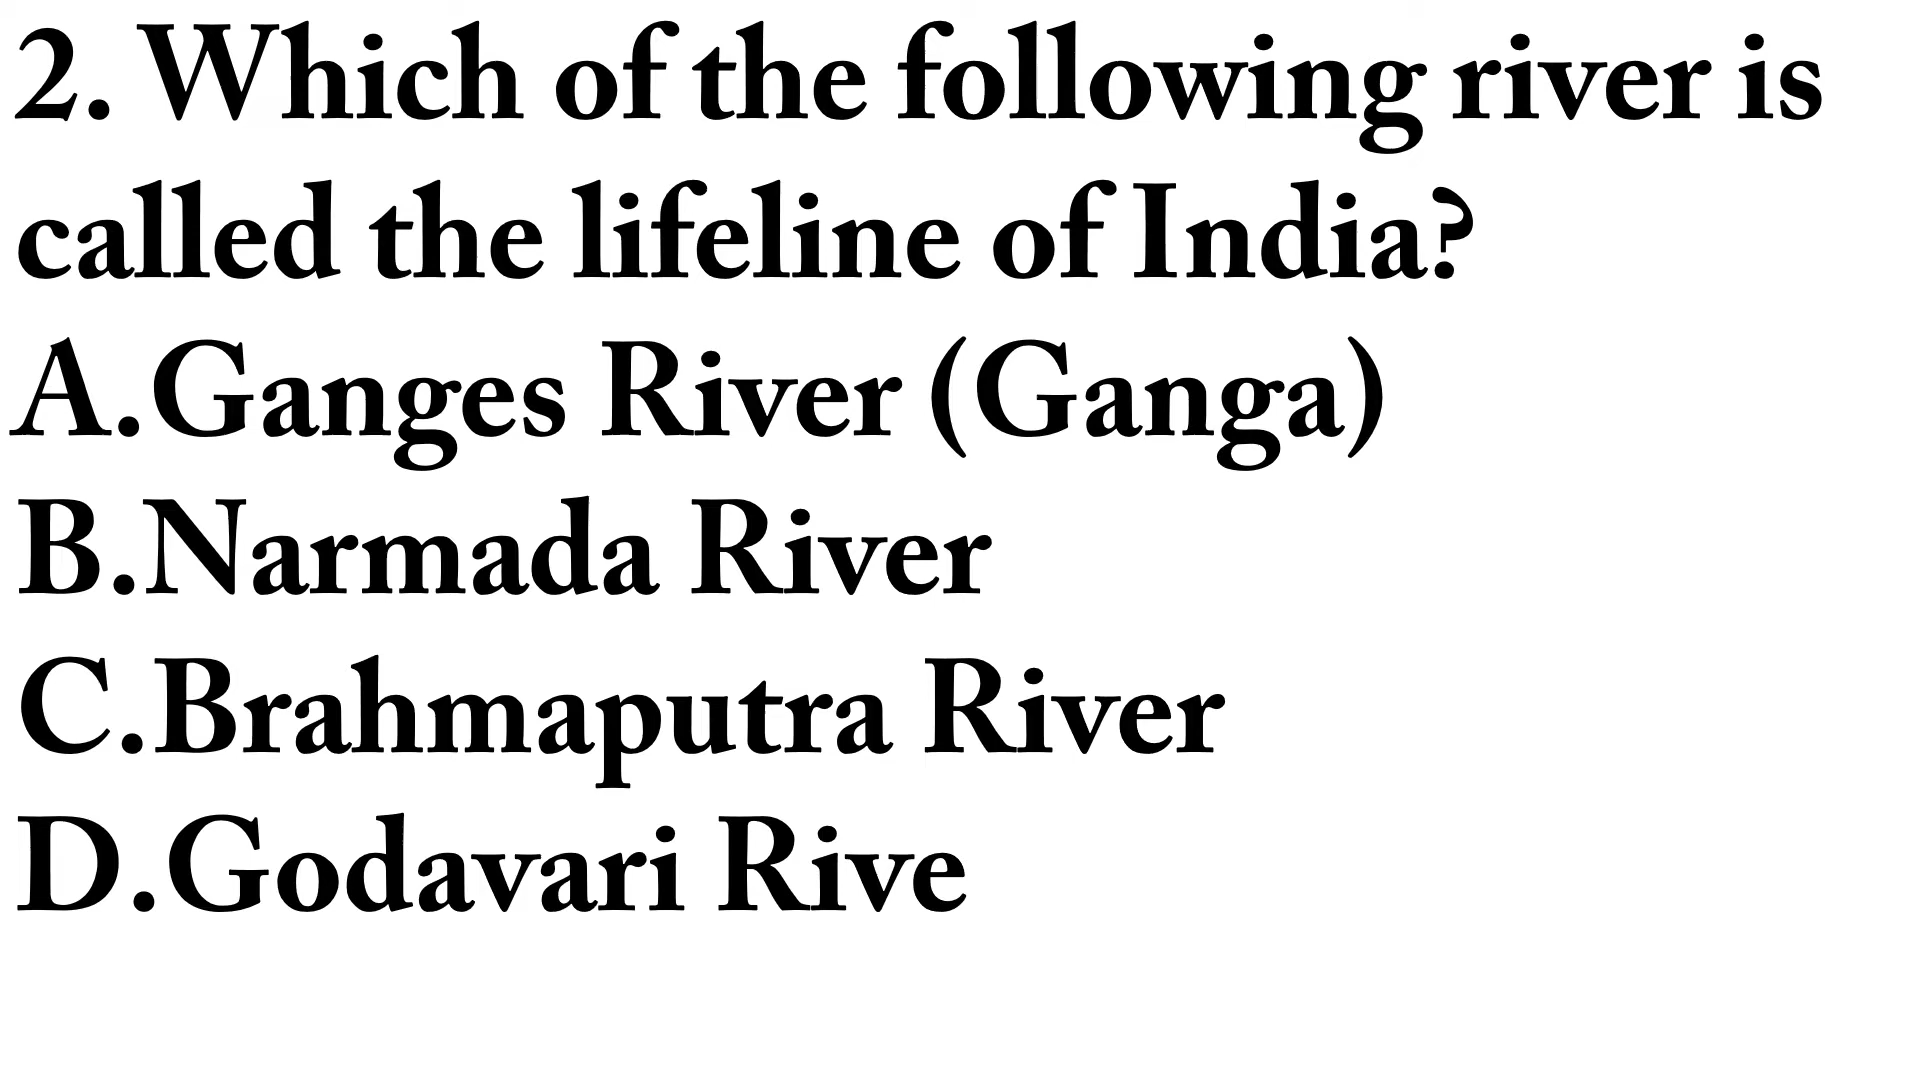 2. Which of the following river is
called the lifeline of India?
A.Ganges River (Ganga)
B.Narmada River
C.Brahmaputra River
D.Godavari Rive